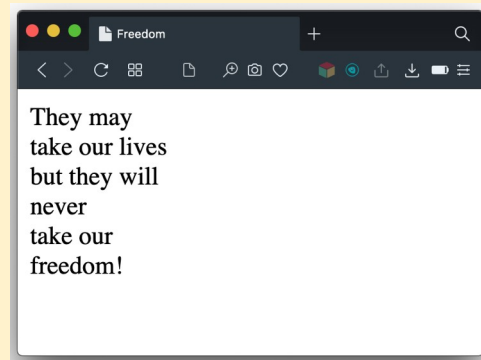 Freedom
They may
take our lives
but they will
never
take our
freedom!